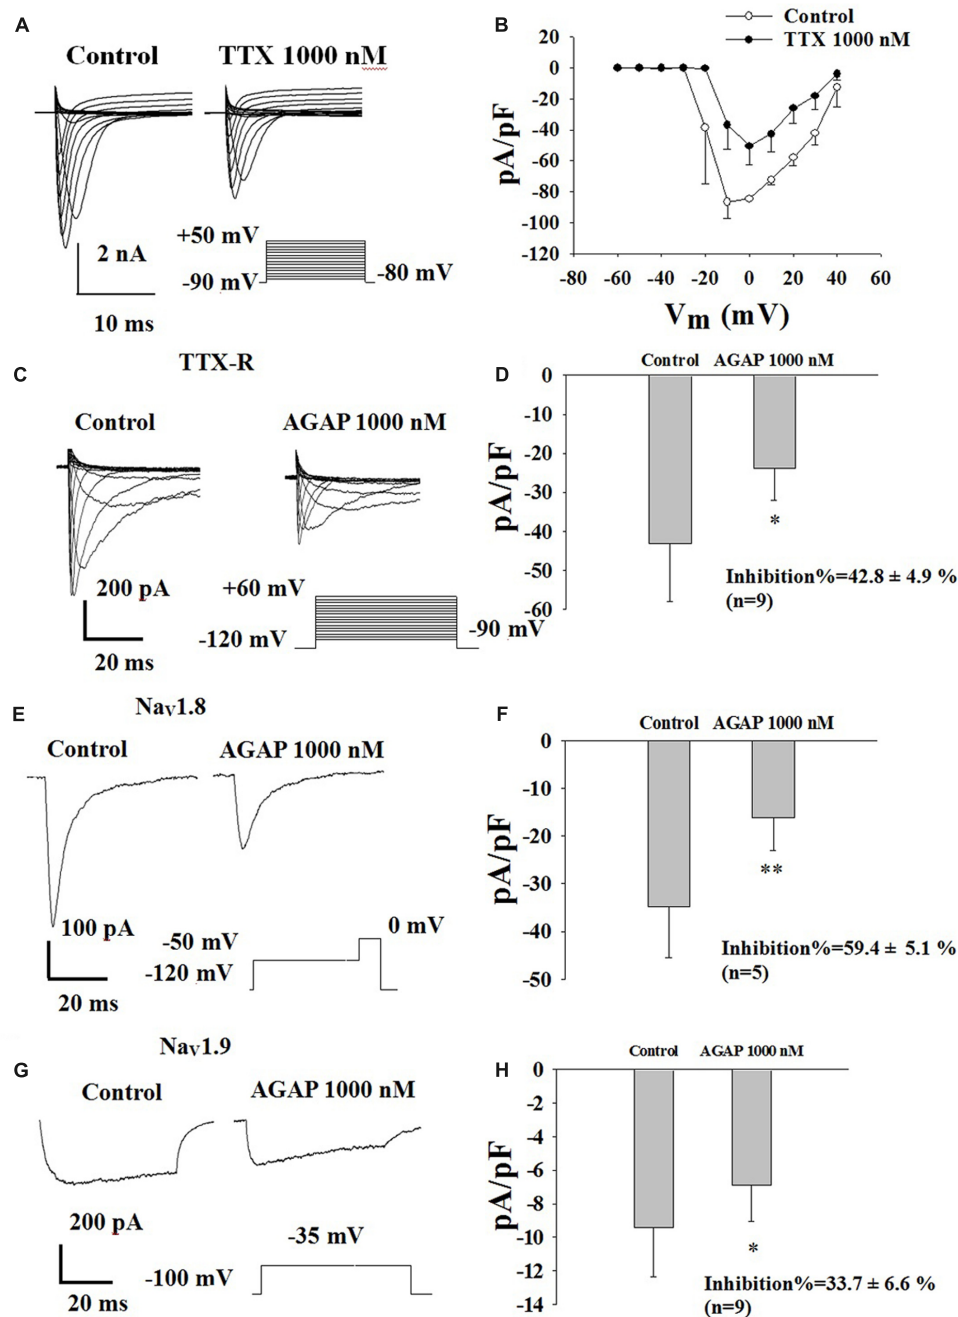 A
Control
TTX 1000 nM
+50 mV
2 nA
-90 mV
-80 mV
10 ms
B
Control
TTX 1000 nM
20
0
-20
-40
-60
-80
-100
-120
pA/pF
-80 -60 -40 -20 0 20 40 60
Vm (mV)
C
TTX-R
Control
AGAP 1000 nM
200 pA
+60 mV
-120 mV
-90 mV
20 ms
D
Control
AGAP 1000 nM
0
-10
-20
-30
-40
-50
-60
pA/pF
*
Inhibition%=42.8 ± 4.9 %
(n=9)
E
NaV1.8
Control
AGAP 1000 nM
100 pA
-50 mV
0 mV
-120 mV
20 ms
F
Control
AGAP 1000 nM
0
-10
-20
-30
-40
-50
pA/pF
**
Inhibition%=59.4 ± 5.1 %
(n=5)
G
NaV1.9
Control
AGAP 1000 nM
200 pA
-35 mV
-100 mV
20 ms
H
Control
AGAP 1000 nM
0
-2
-4
-6
-8
-10
-12
-14
pA/pF
*
Inhibition%=33.7 ± 6.6 %
(n=9)